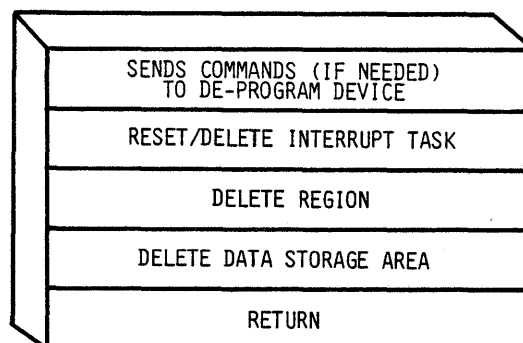 SENDS COMMANDS (IF NEEDED)
TO DE-PROGRAM DEVICE
RESET/DELETE INTERRUPT TASK
DELETE REGION
DELETE DATA STORAGE AREA
RETURN